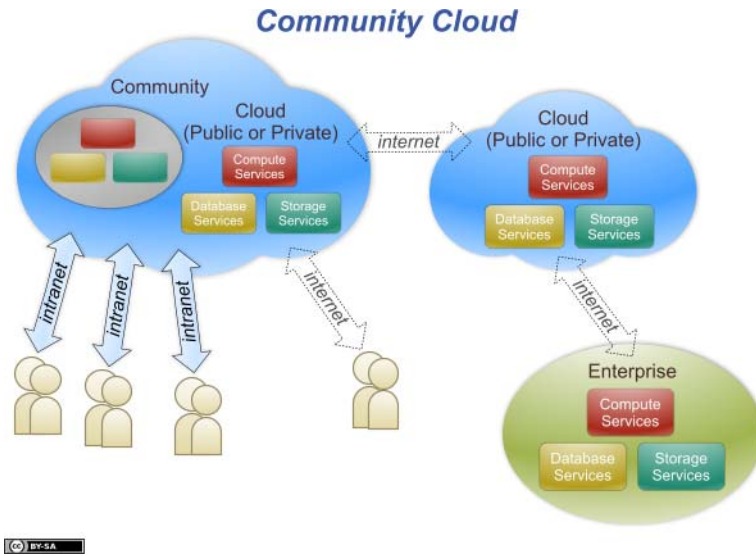 Community Cloud
Community
Cloud
(Public or Private)
Compute
Services
Database
Services
Storage
Services
internet
Cloud
(Public or Private)
Compute
Services
Database
Services
Storage
Services
intranet
intranet
intranet
internet
internet
Enterprise
Compute
Services
Database
Services
Storage
Services
cc BY-SA